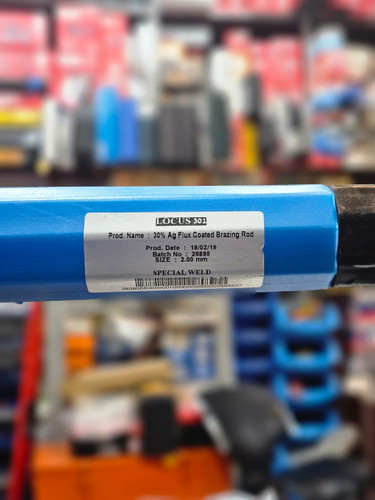 LOCUS 301
Prod. Name : 30% Ag Flux Coated Brazing Rod
Prod. Date : 19/02/19
Batch No : 26895
SIZE : 2.00 mm
SPECIAL WELD